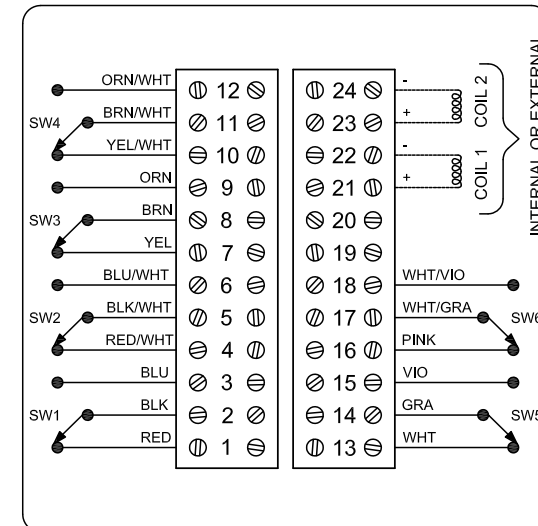 ORN/WHT 12 24 -
SW4 BRN/WHT 11 23 + COIL 2
YEL/WHT 10 22 -
ORN 9 21 + COIL 1
INTERNAL OR EXTERNAL
SW3 BRN 8 20
YEL 7 19
BLU/WHT 6 18 WHT/VIO
SW2 BLK/WHT 5 17 WHT/GRA SW6
RED/WHT 4 16 PINK
BLU 3 15 VIO
SW1 BLK 2 14 GRA SW5
RED 1 13 WHT